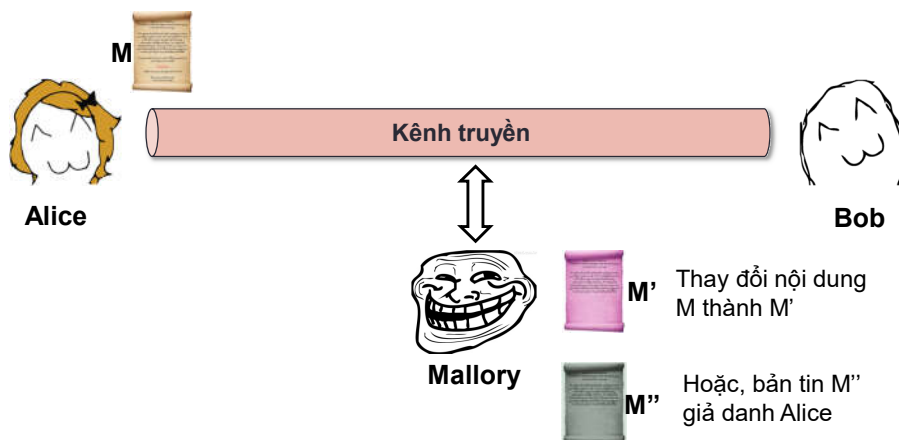 M
Kênh truyền
Alice
Bob
M’
Thay đổi nội dung
M thành M’
Mallory
M’’
Hoặc, bản tin M’’
giả danh Alice